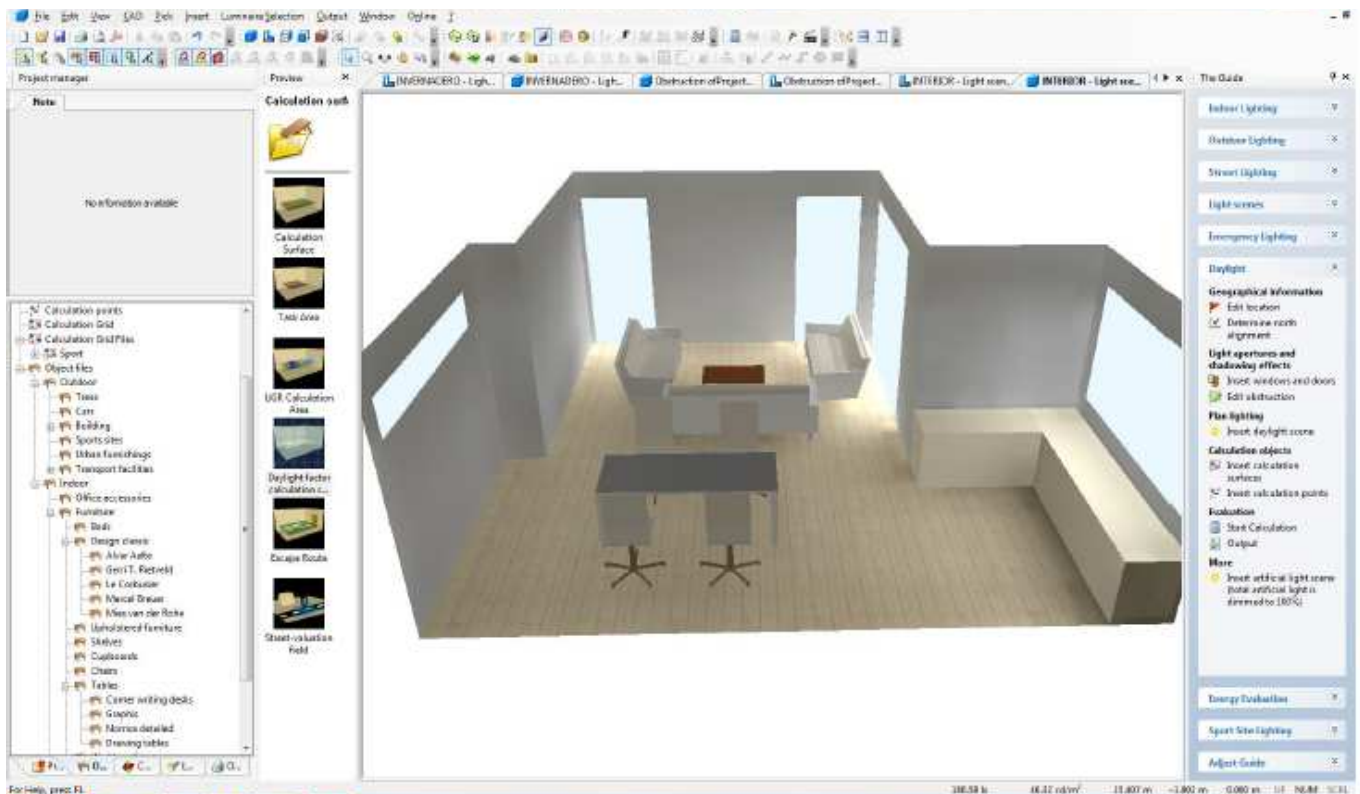 File Edit View CAD Pick Insert Luminaire Selection Output Window Online ?
Project manager
Note
No information available
Calculation points
Calculation Grid
Calculation Grid Files
Sport
Object files
Outdoor
Trees
Cars
Building
Sports sites
Urban furnishings
Transport facilities
Indoor
Office accessories
Furniture
Beds
Design classic
Alvar Aalto
Gerri T. Rietveld
Le Corbusier
Marcel Breuer
Mies van der Rohe
Upholstered furniture
Shelves
Cupboards
Chairs
Tables
Corner writing desks
Graphic
Normos detailed
Drawing tables
Preview
Calculation surfa
Calculation
Surface
Task Area
UGR Calculation
Area
Daylight factor
calculation c...
Escape Route
Street-valuation
Field
INVERNADERO - Ligh... INVERNADERO - Ligh... Obstruction ofProject... Obstruction ofProject... INTERIOR - Light scen... INTERIOR - Light sce...
The Guide
Indoor Lighting
Outdoor Lighting
Street Lighting
Light scenes
Emergency Lighting
Daylight
Geographical information
Edit location
Determine north
alignment
Light apertures and
shadowing effects
Insert windows and doors
Edit obstruction
Plan lighting
Insert daylight scene
Calculation objects
Insert calculation
surfaces
Insert calculation points
Evaluation
Start Calculation
Output
More
Insert artificial light scene
(total artificial light is
dimmed to 100%)
Energy Evaluation
Sport Site Lighting
Adjust Guide
For Help, press F1.
NUM